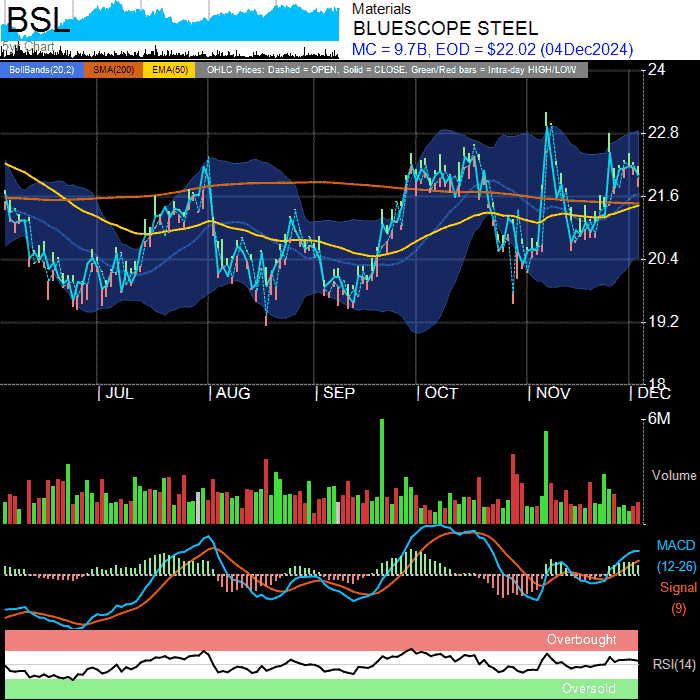 BSL
Materials
BLUESCOPE STEEL
MC = 9.7B, EOD = $22.02 (04Dec2024)
Chart
BollBands(20,2) SMA(200) EMA(50) OHLC Prices: Dashed = OPEN, Solid = CLOSE, Green/Red bars = Intra-day HIGH/LOW
24
22.8
21.6
20.4
19.2
18
JUL AUG SEP OCT NOV DEC
6M
Volume
MACD
(12-26)
Signal
(9)
Overbought
RSI(14)
Oversold